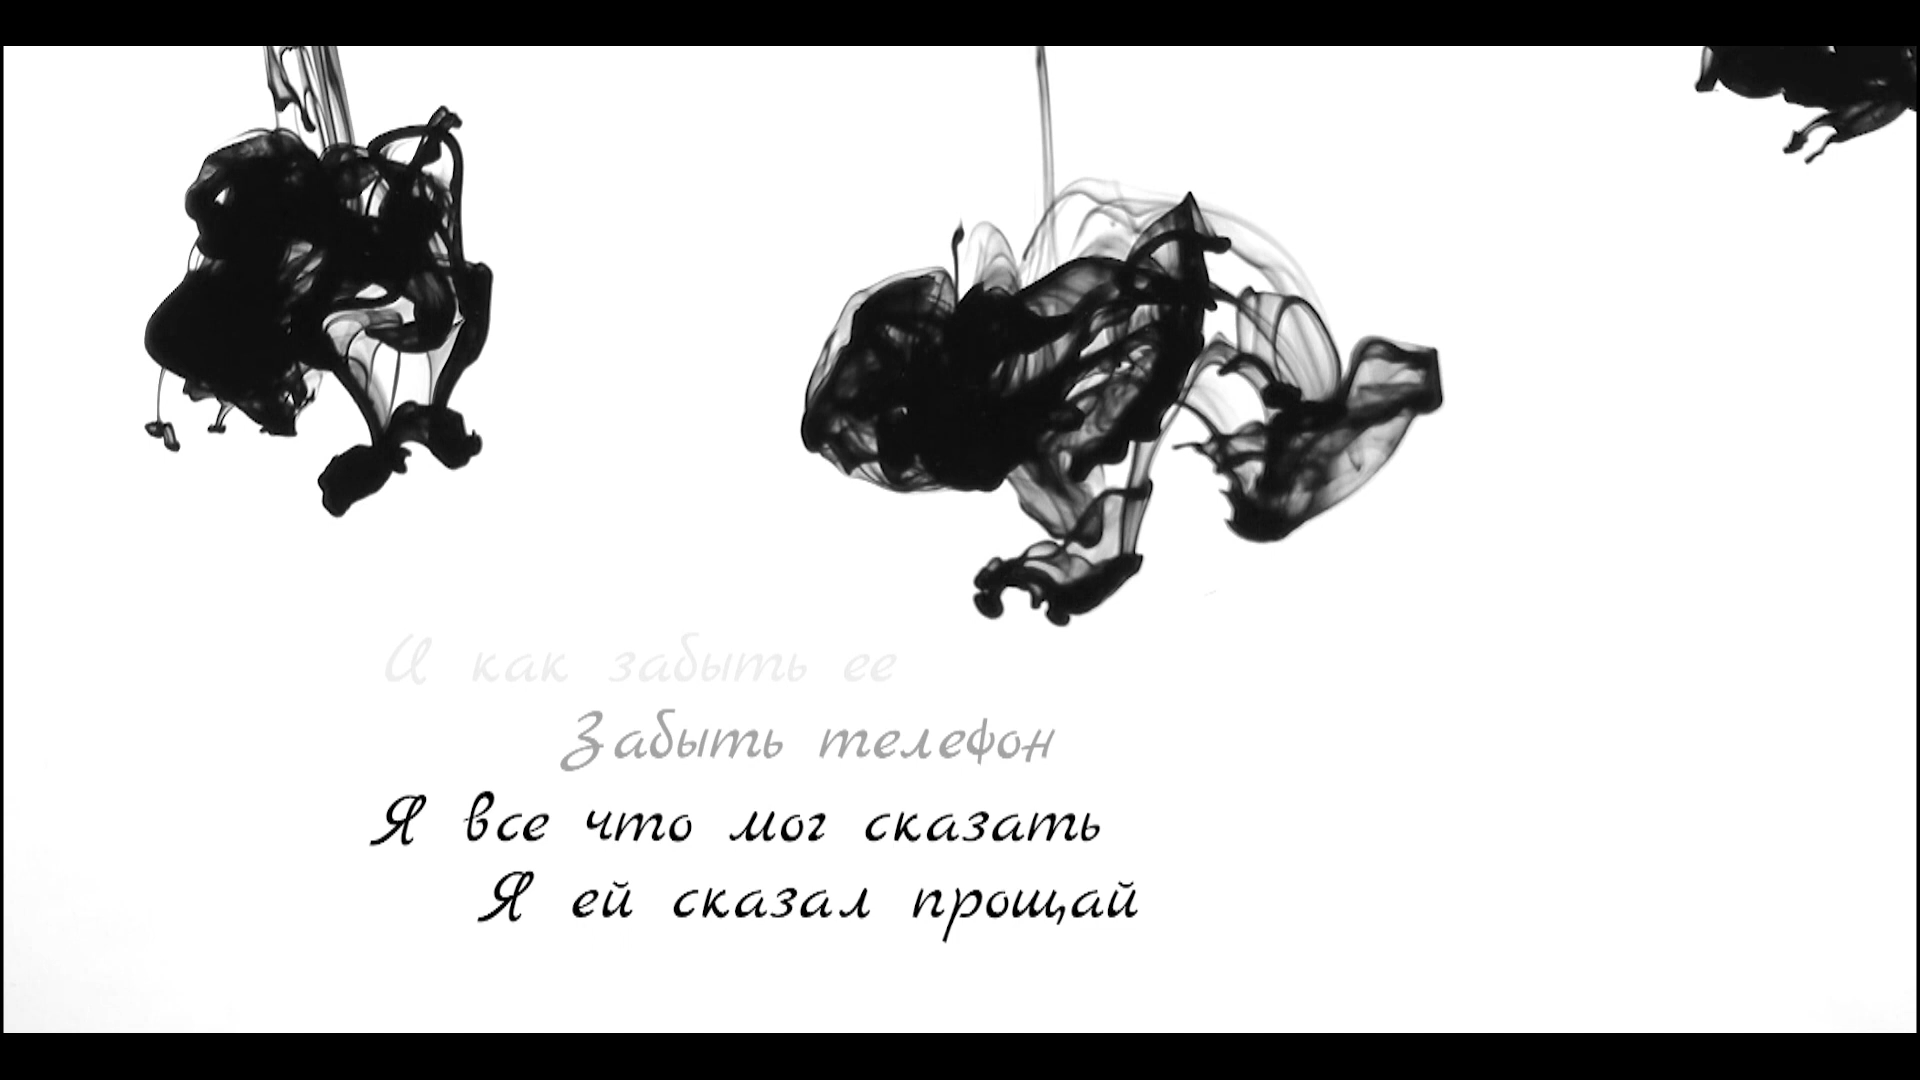 И как забыть ее
Забыть телефон
Я все что мог сказать
Я ей сказал прощай